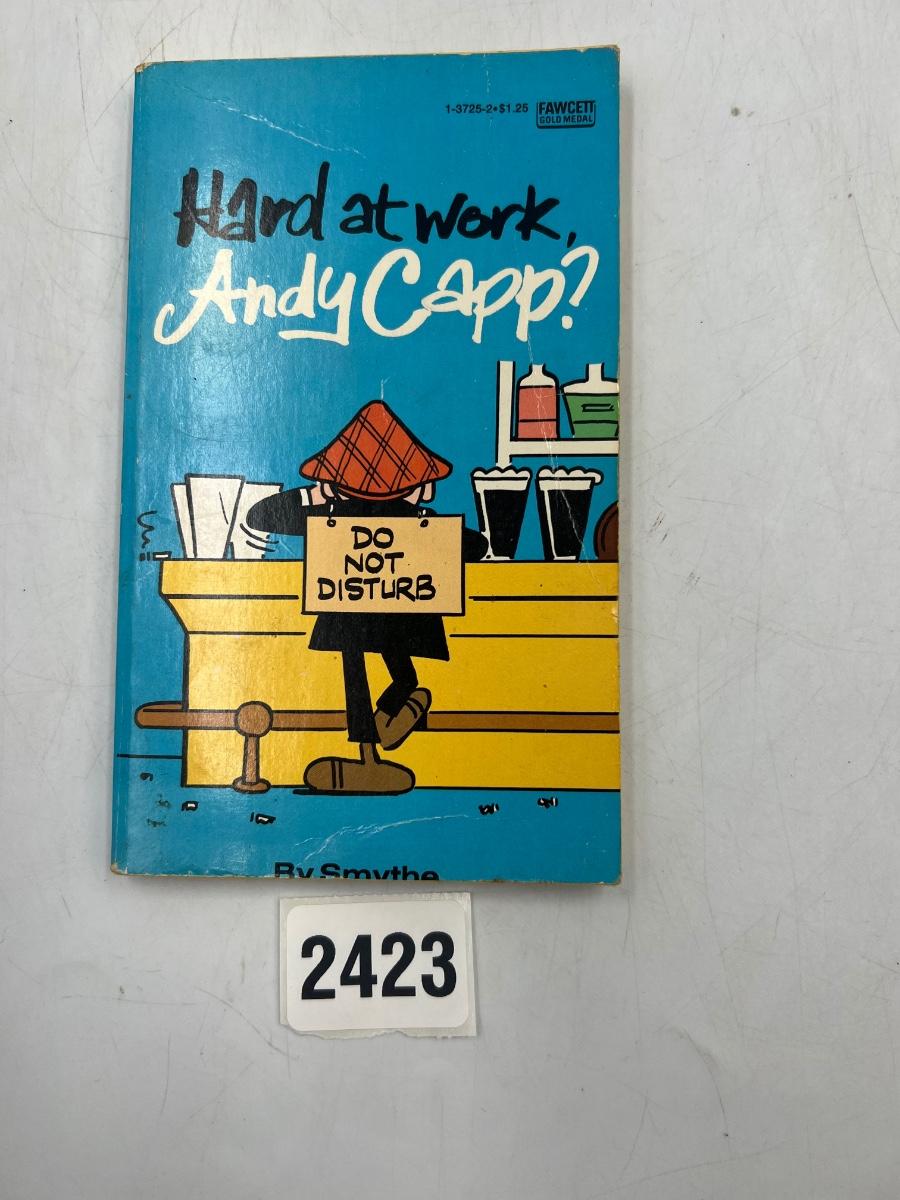 1-3725-2•$1.25
FAWCETT
GOLD MEDAL
Hard at work,
Andy Capp?
DO
NOT
DISTURB
By Smythe
2423